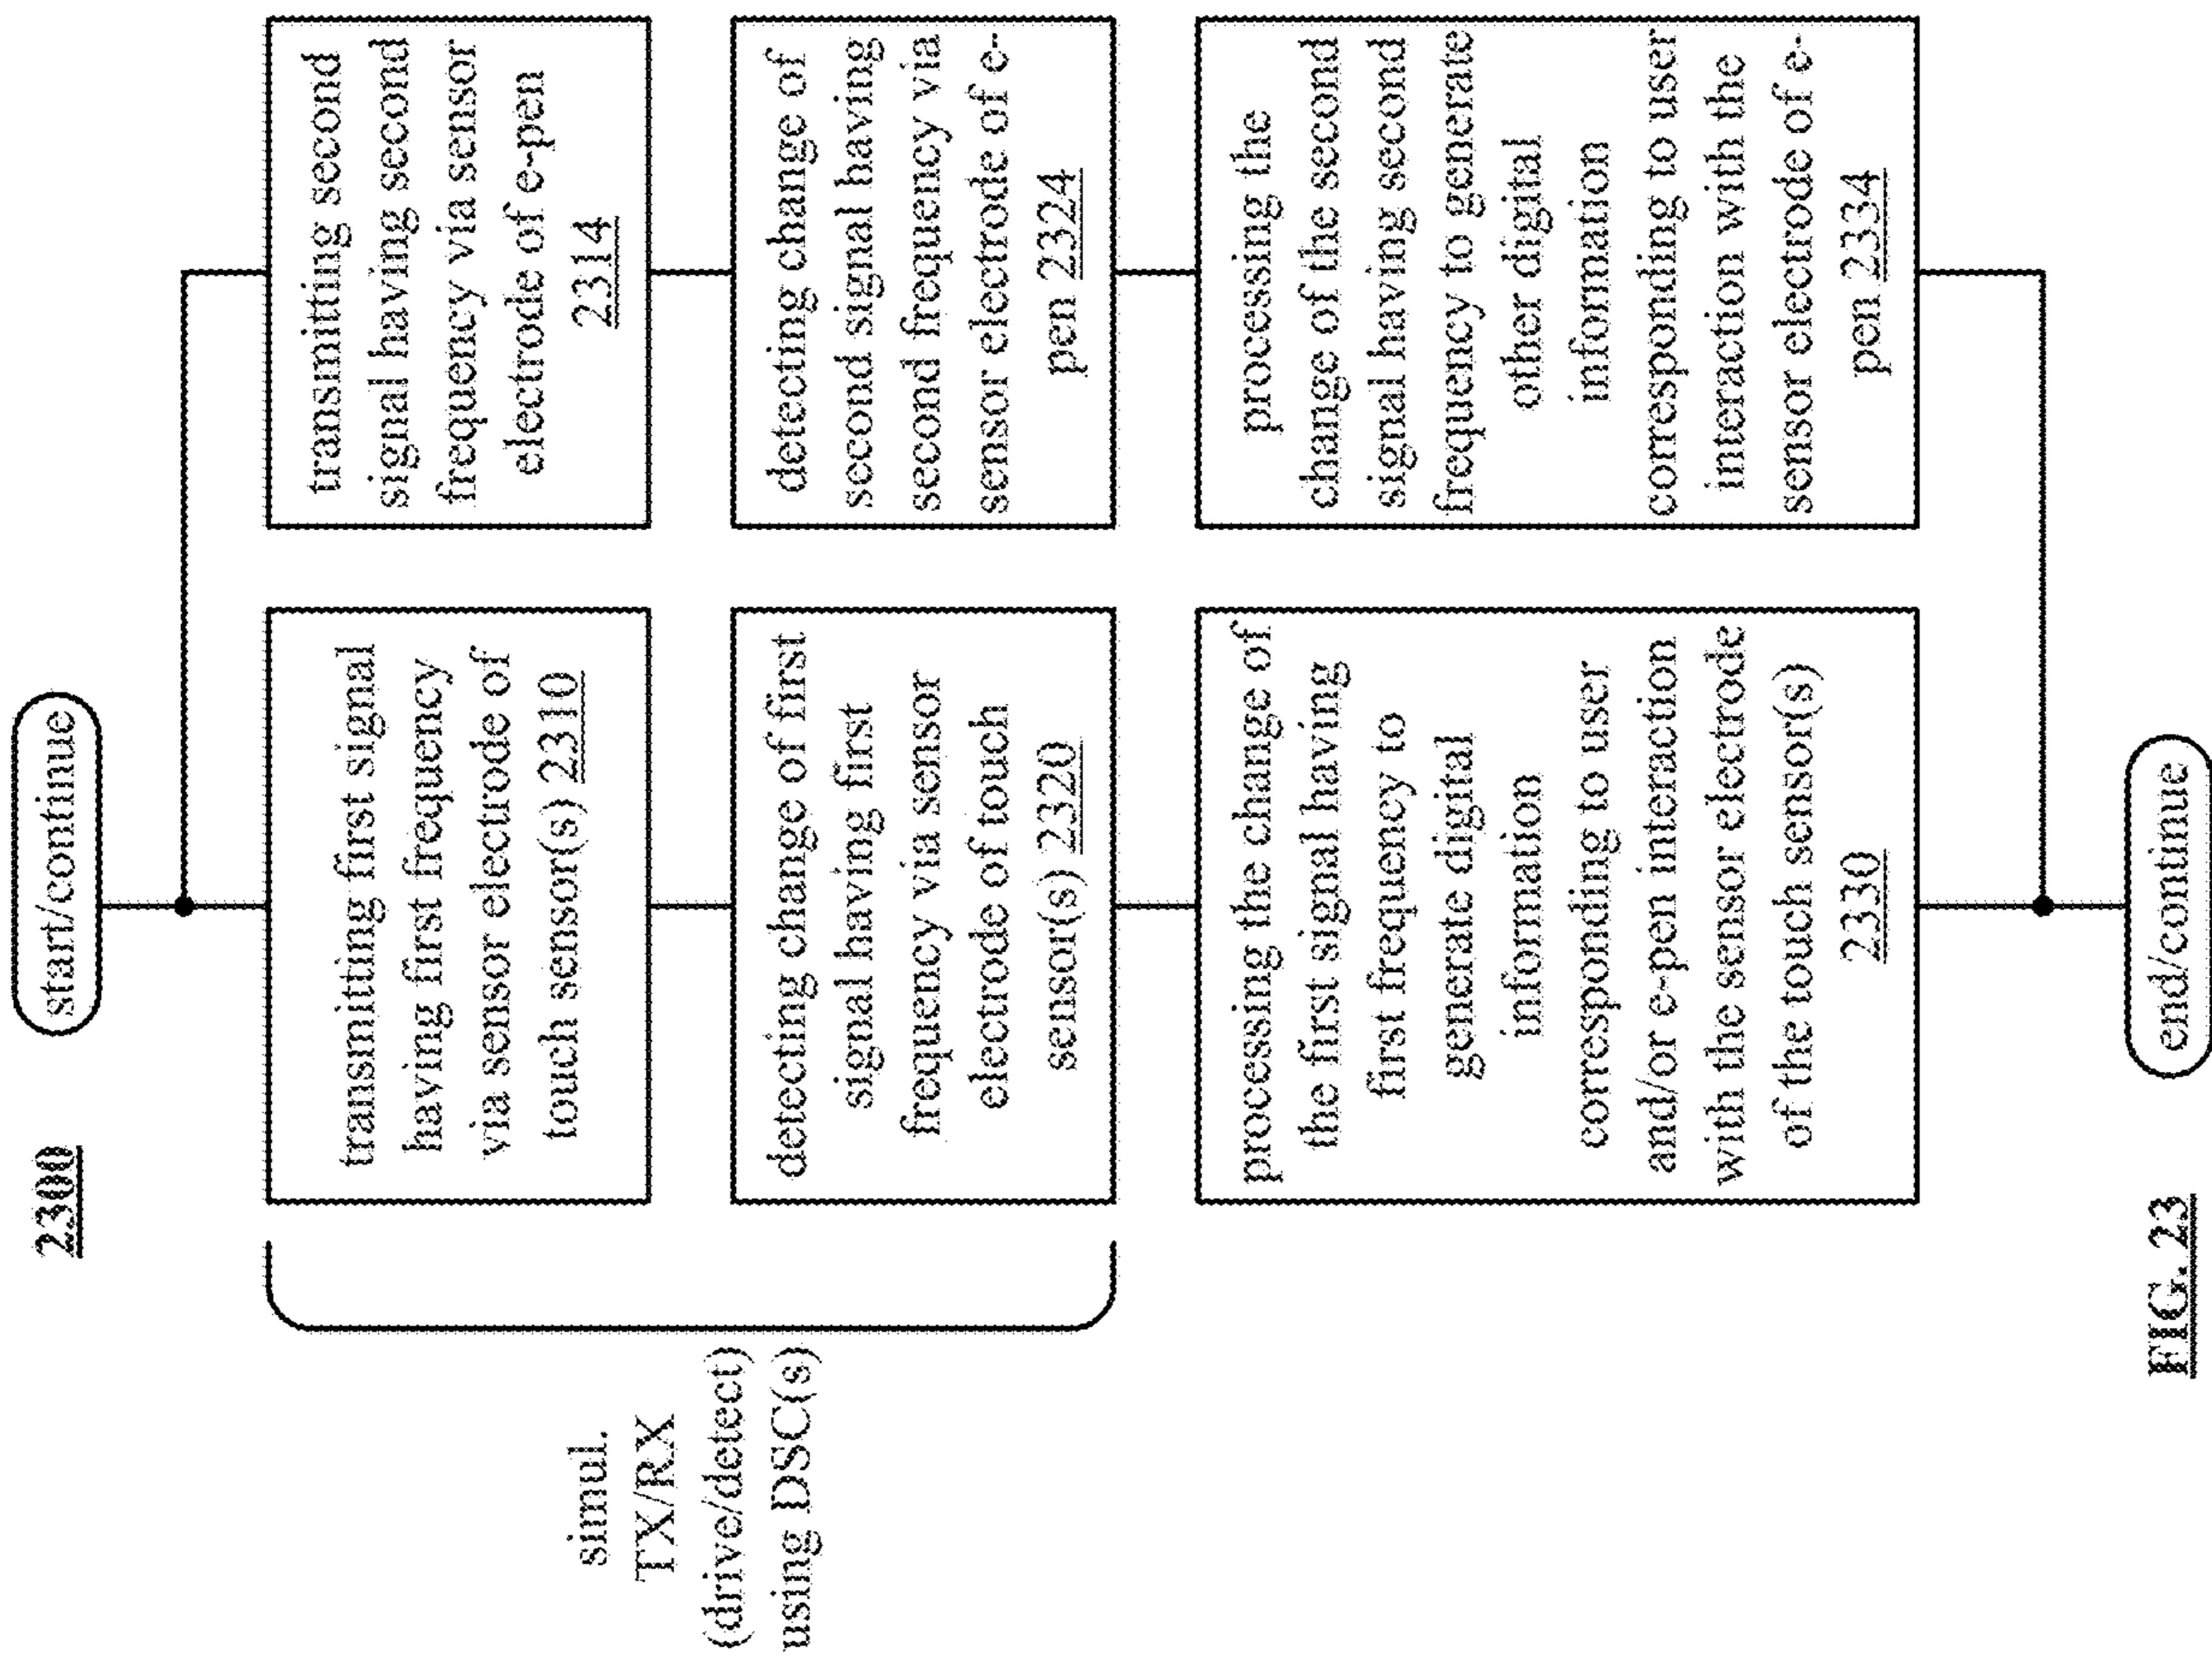 2300
start/continue
simul.
TX/RX
(drive/detect)
using DSC(s)
transmitting first signal
having first frequency
via sensor electrode of
touch sensor(s) 2310
transmitting second
signal having second
frequency via sensor
electrode of e-pen
2314
detecting change of first
signal having first
frequency via sensor
electrode of touch
sensor(s) 2320
detecting change of
second signal having
second frequency via
sensor electrode of e-
pen 2324
processing the change of
the first signal having
first frequency to
generate digital
information
corresponding to user
and/or e-pen interaction
with the sensor electrode
of the touch sensor(s)
2330
processing the
change of the second
signal having second
frequency to generate
other digital
information
corresponding to user
interaction with the
sensor electrode of e-
pen 2334
end/continue
FIG. 23